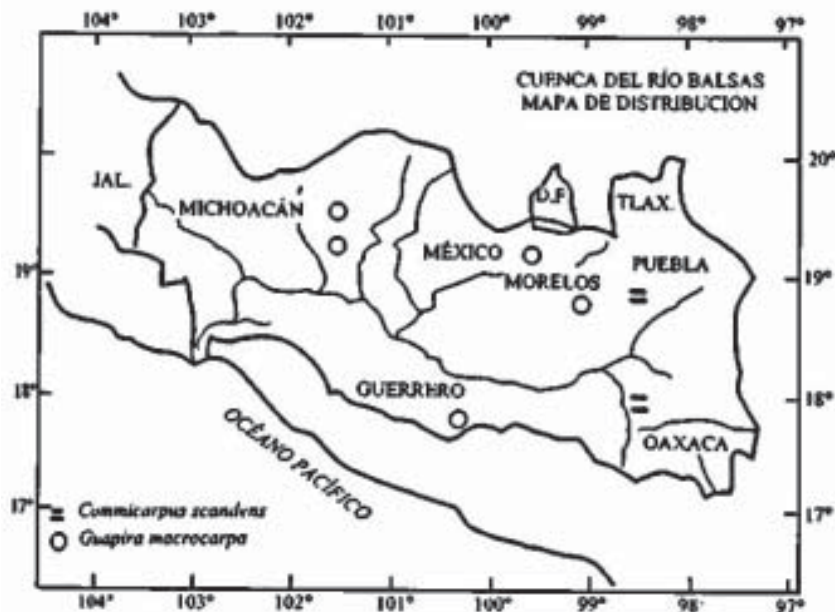 104° 103° 102° 101° 100° 99° 98° 97°
CUENCA DEL RÍO BALSAS
MAPA DE DISTRIBUCION
20° 20°
JAL.
D.F.
TLAX.
MICHOACÁN
MÉXICO
PUEBLA
19° 19°
MORELOS
18° 18°
GUERRERO
OAXACA
OCÉANO PACÍFICO
17° 17°
Commicarpus scandens
Guapira macrocarpa
104° 103° 102° 101° 100° 99° 98° 97°